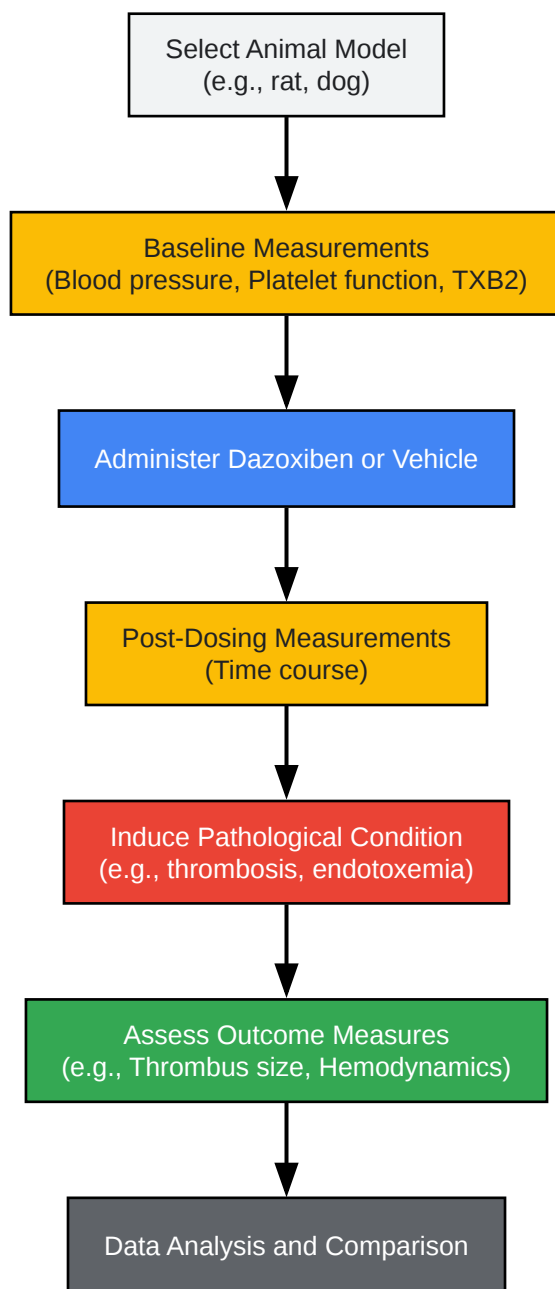 Select Animal Model
(e.g., rat, dog)
Baseline Measurements
(Blood pressure, Platelet function, TXB2)
Administer Dazoxiben or Vehicle
Post-Dosing Measurements
(Time course)
Induce Pathological Condition
(e.g., thrombosis, endotoxemia)
Assess Outcome Measures
(e.g., Thrombus size, Hemodynamics)
Data Analysis and Comparison